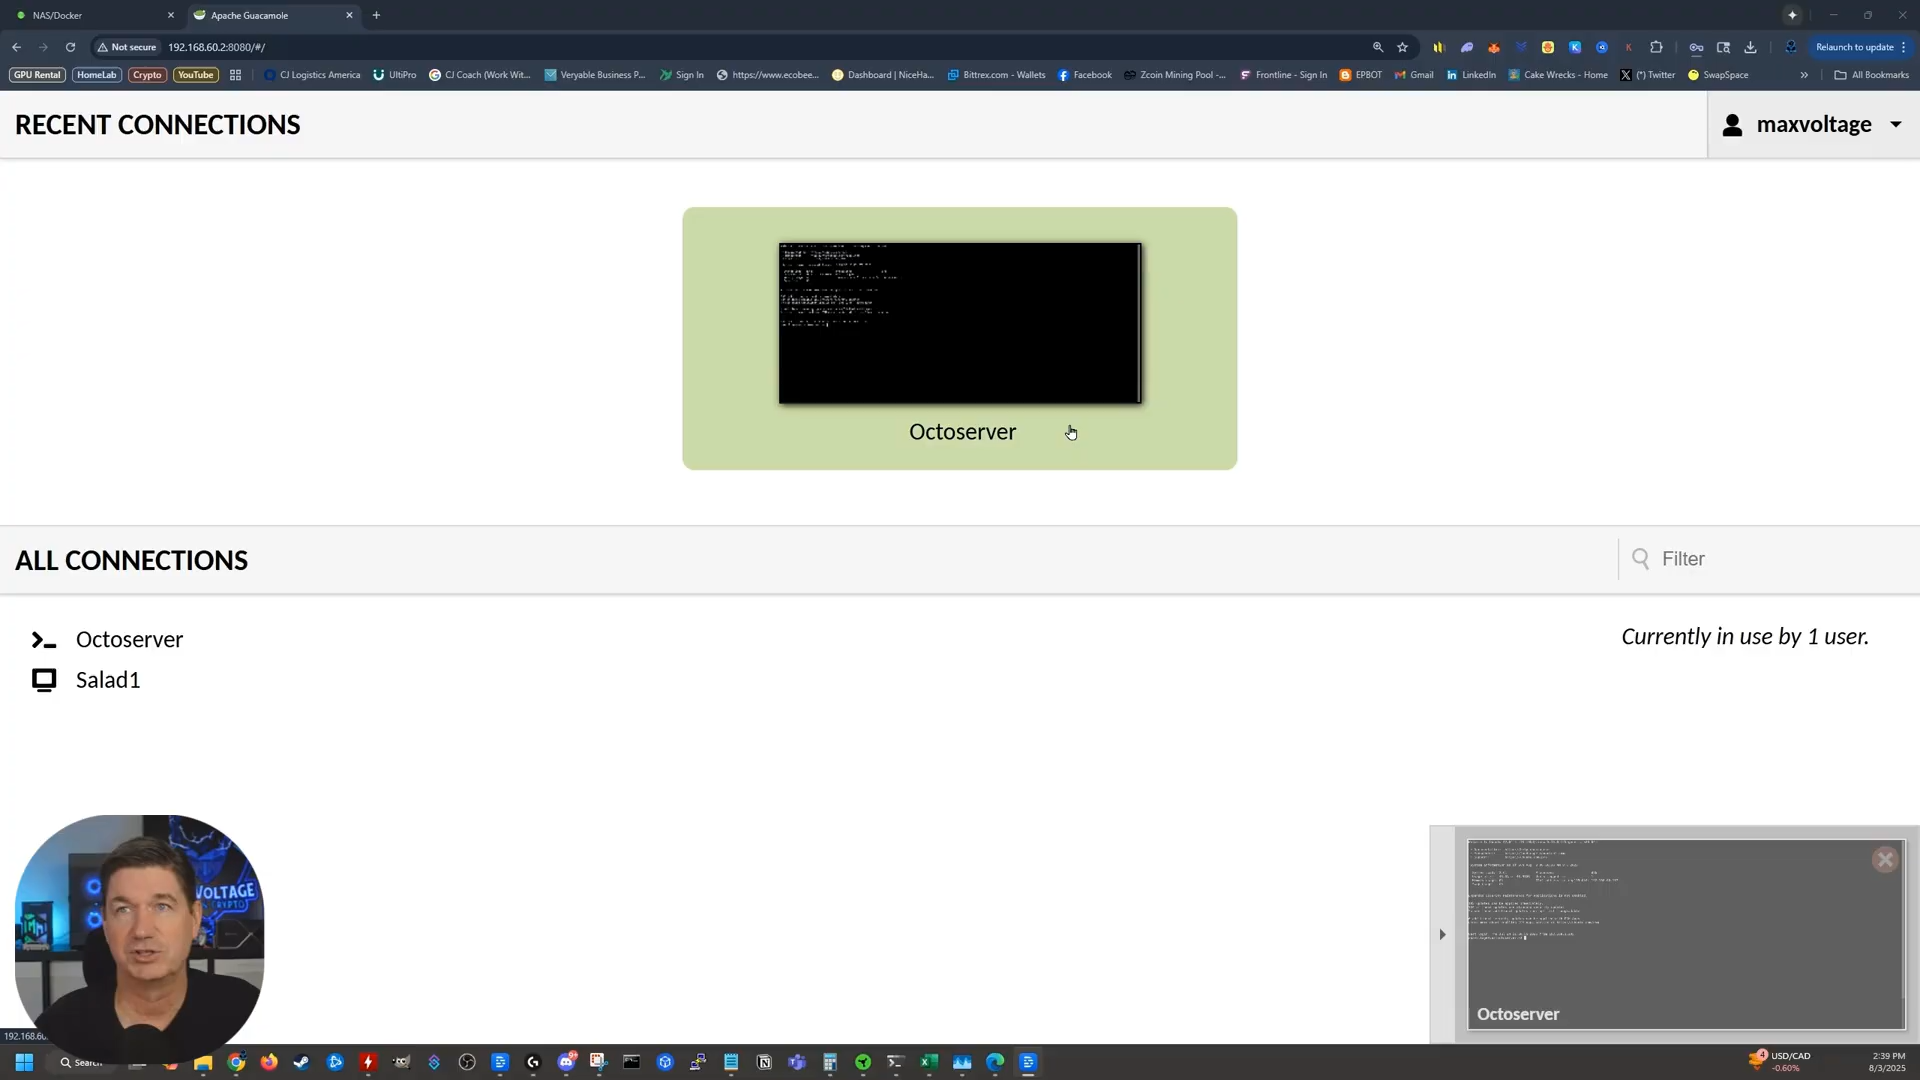 NAS/Docker
Apache Guacamole
Not secure
192.168.60.2:8080/#/
Relaunch to update
GPU Rental
HomeLab
Crypto
YouTube
CJ Logistics America
UltiPro
CJ Coach (Work Wit...
Veryable Business P...
Sign In
https://www.ecobee...
Dashboard | NiceHa...
Bittrex.com - Wallets
Facebook
Zcoin Mining Pool -...
Frontline - Sign In
EPBOT
Gmail
LinkedIn
Cake Wrecks - Home
(*) Twitter
SwapSpace
All Bookmarks
RECENT CONNECTIONS
maxvoltage
Octoserver
ALL CONNECTIONS
Filter
Octoserver
Currently in use by 1 user.
Salad1
VOLTAGE
CRYPTO
Octoserver
192.168.60.
Search
USD/CAD
-0.60%
2:39 PM
8/3/2025